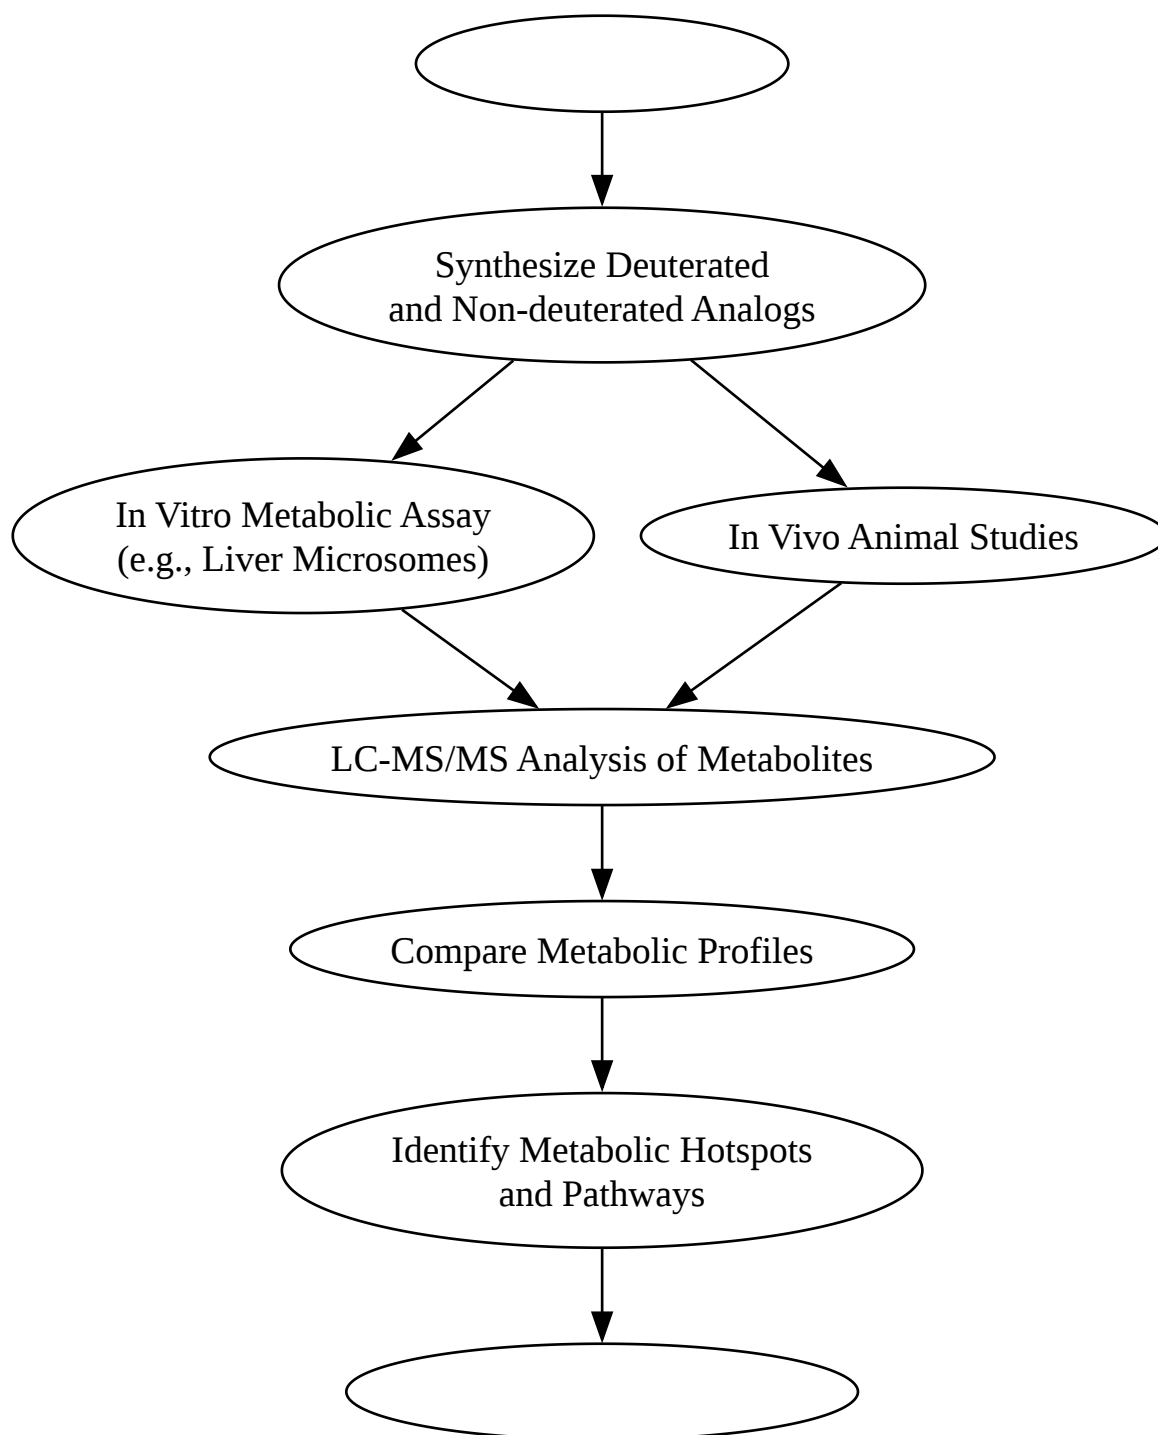 Synthesize Deuterated
and Non-deuterated Analogs
In Vitro Metabolic Assay
(e.g., Liver Microsomes)
In Vivo Animal Studies
LC-MS/MS Analysis of Metabolites
Compare Metabolic Profiles
Identify Metabolic Hotspots
and Pathways